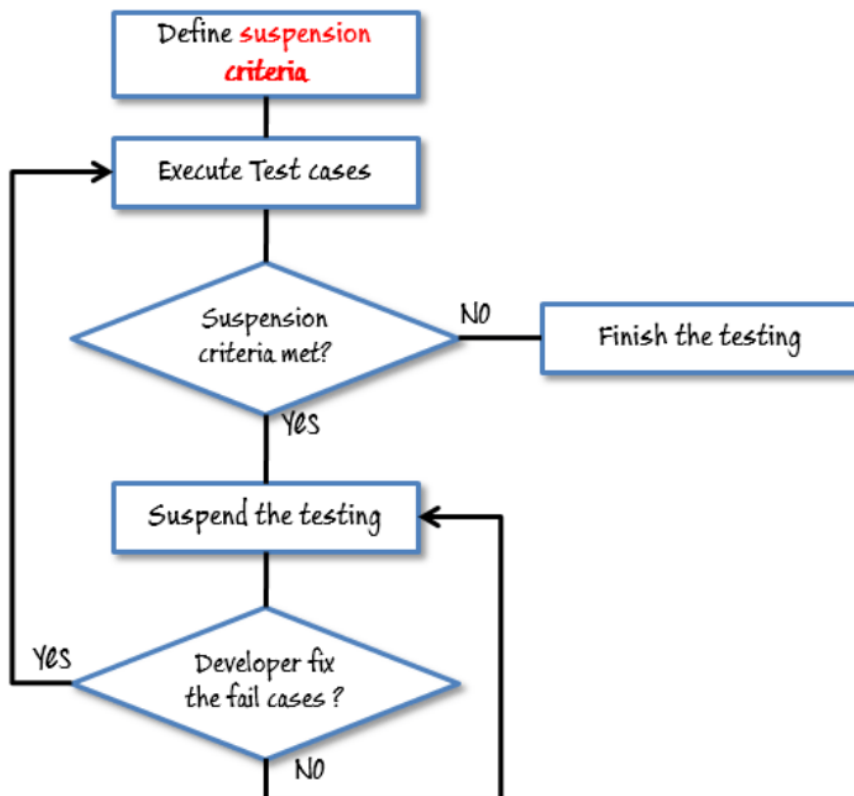 Define suspension
criteria
Execute Test cases
Suspension
criteria met?
NO
Finish the testing
Yes
Suspend the testing
Yes
Developer fix
the fail cases ?
NO